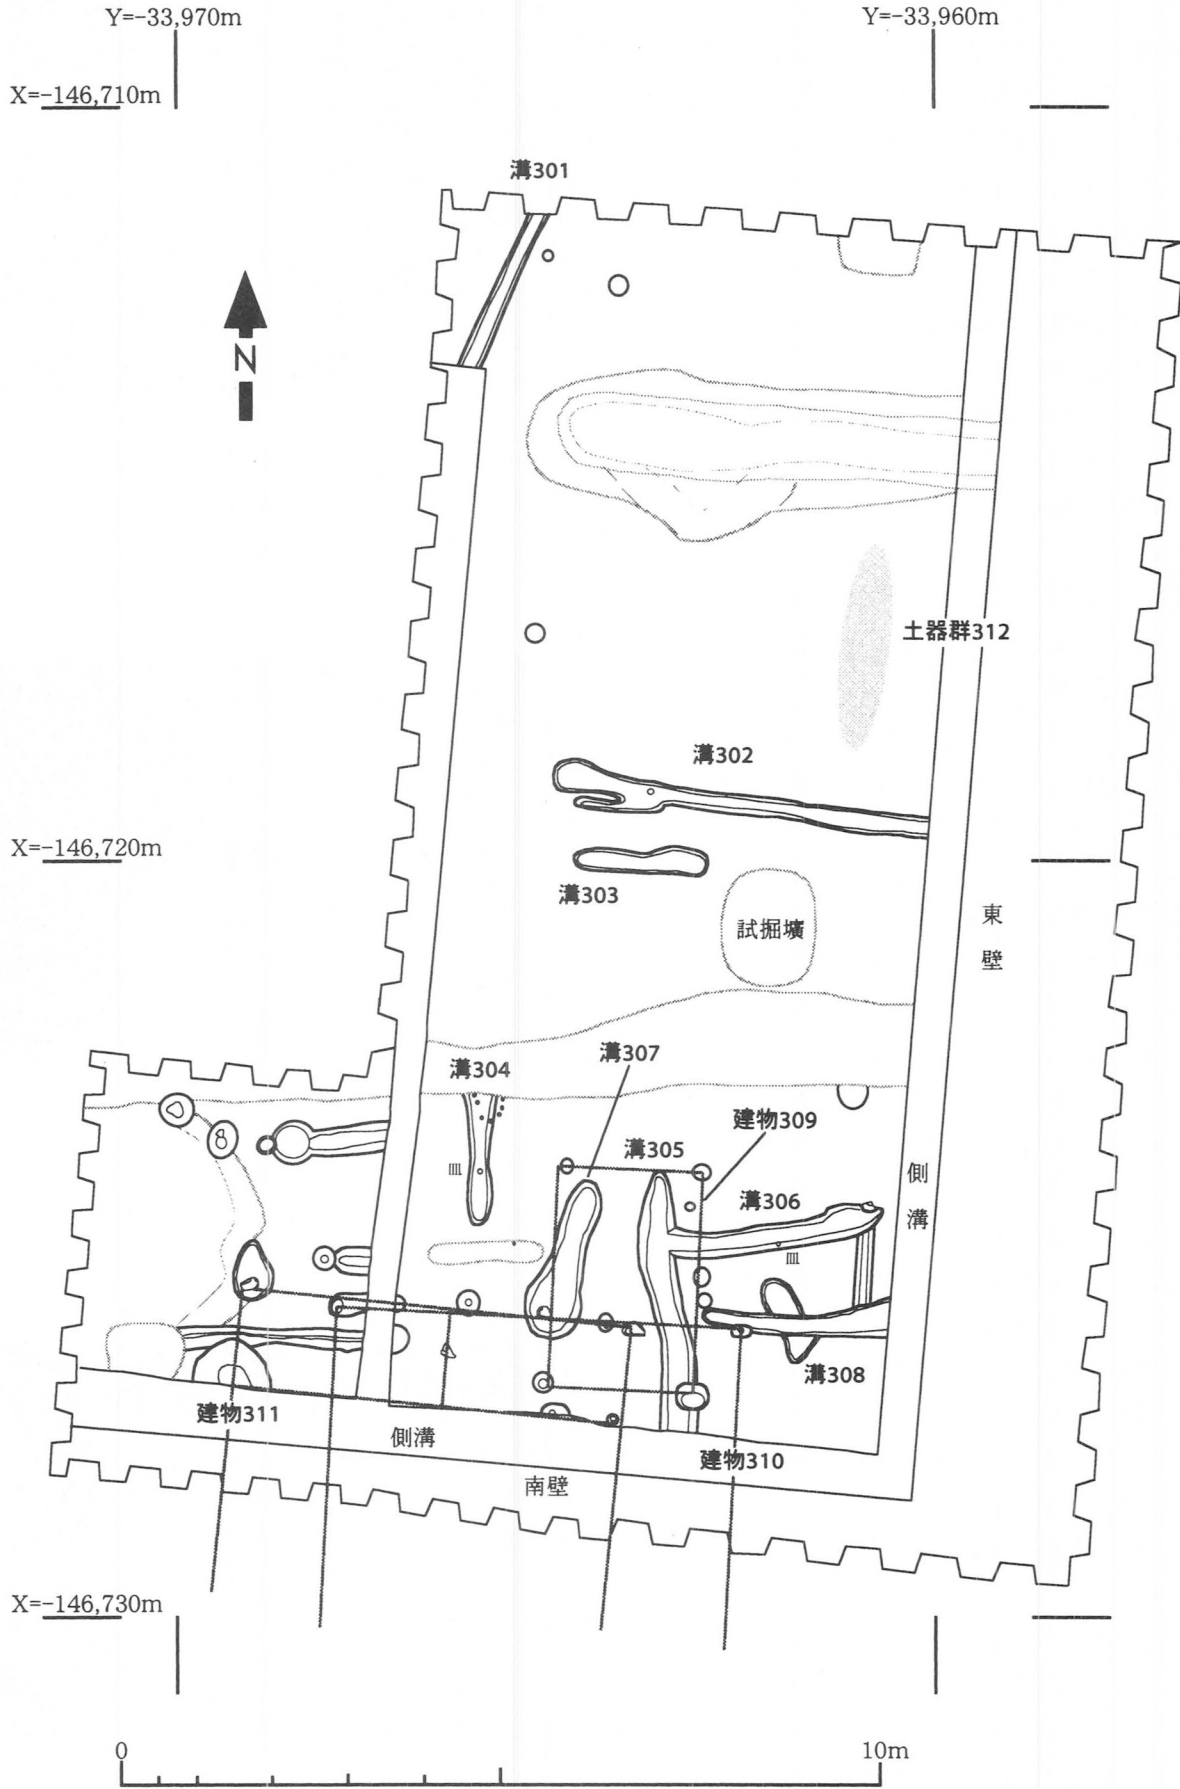 Y=-33,970m
Y=-33,960m
X=-146,710m
溝301
N
土器群312
溝302
X=-146,720m
溝303
試掘壙
東壁
溝307
溝304
建物309
溝305
皿
溝306
側溝
皿
溝308
建物311
側溝
建物310
南壁
X=-146,730m
0
10m